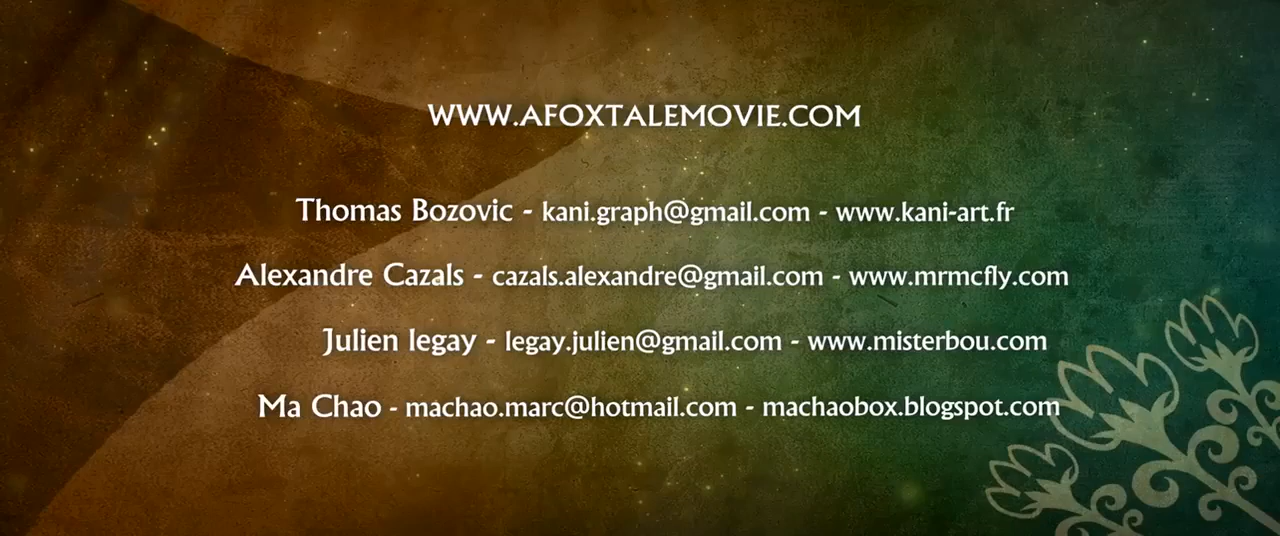 WWW.AFOXTALEMOVIE.COM
Thomas Bozovic - kani.graph@gmail.com - www.kani-art.fr
Alexandre Cazals - cazals.alexandre@gmail.com - www.mrmcfly.com
Julien legay - legay.julien@gmail.com - www.misterbou.com
Ma Chao - machao.marc@hotmail.com - machaobox.blogspot.com